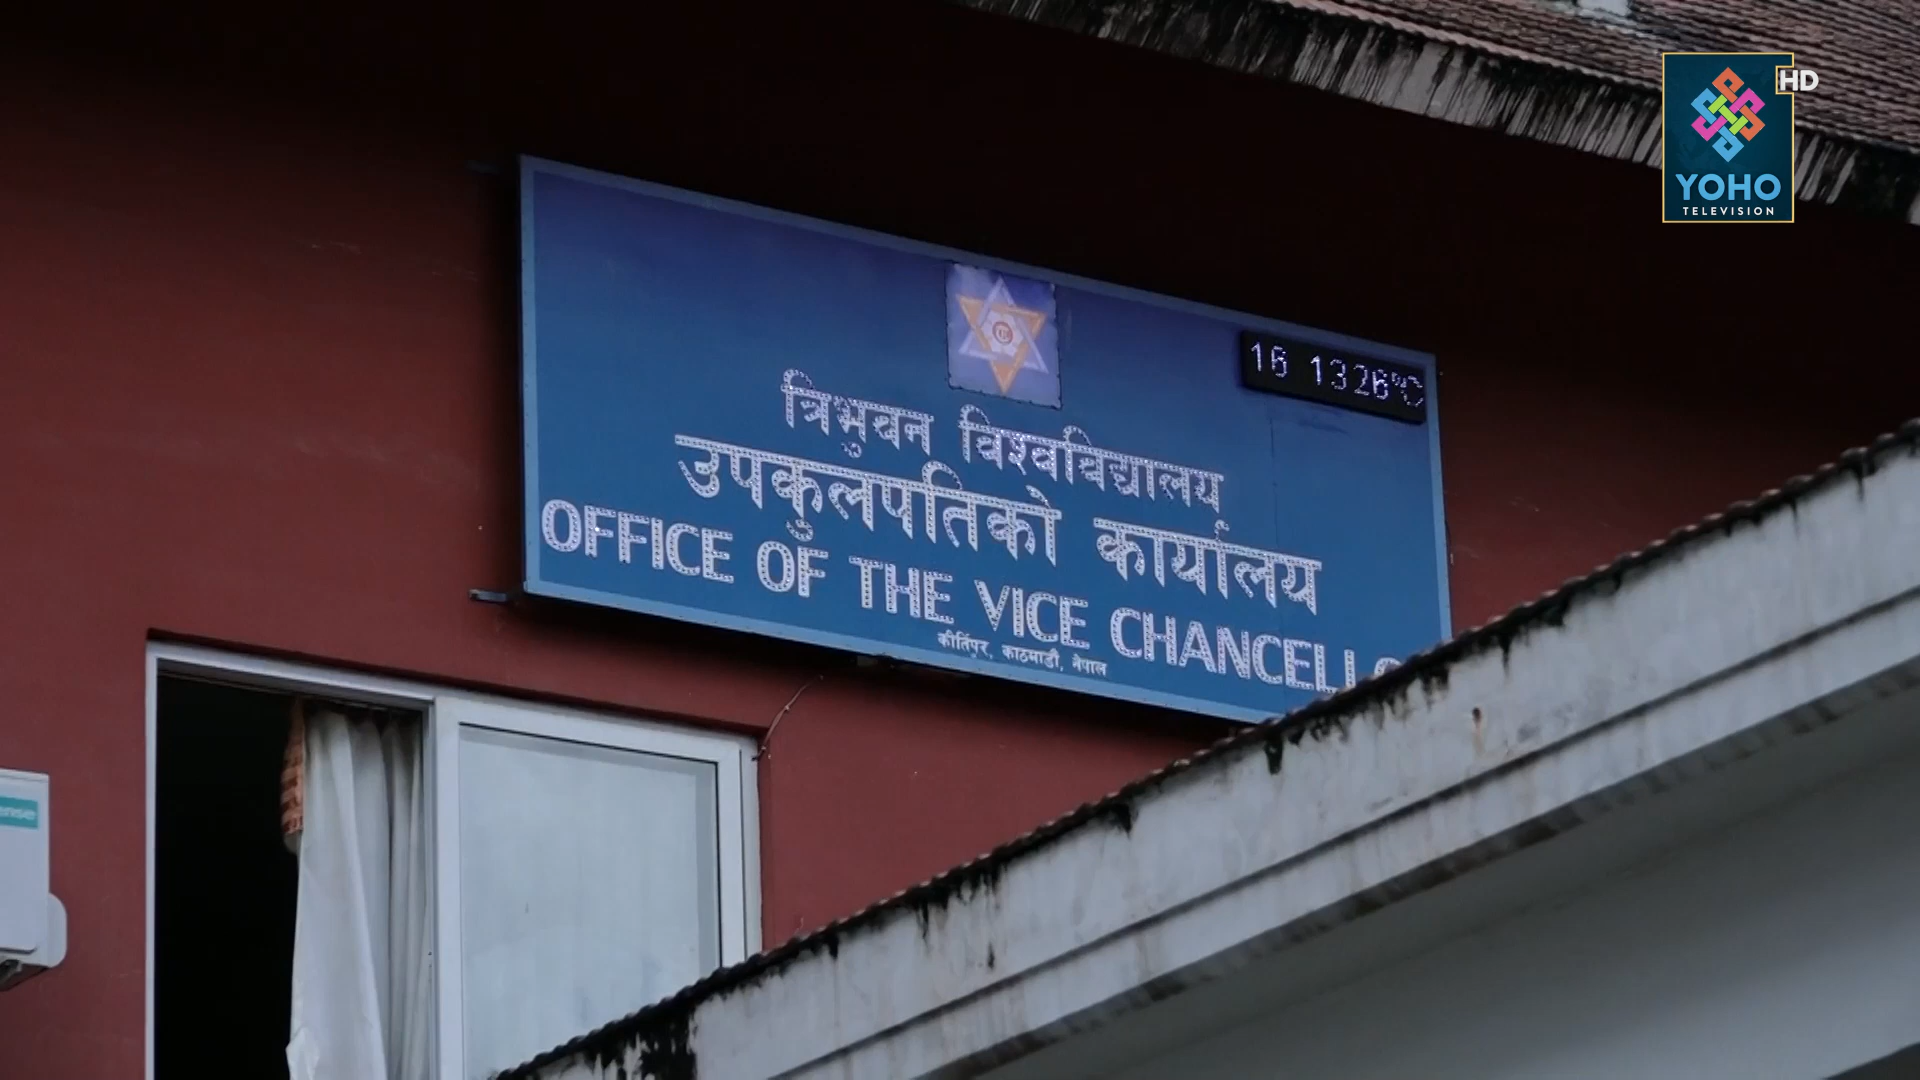 HD
YOHO
TELEVISION
16 13 26°C
त्रिभुवन विश्वविद्यालय
उपकुलपतिको कार्यालय
OFFICE OF THE VICE CHANCELLO
कीर्तिपुर, काठमाडौं, नेपाल